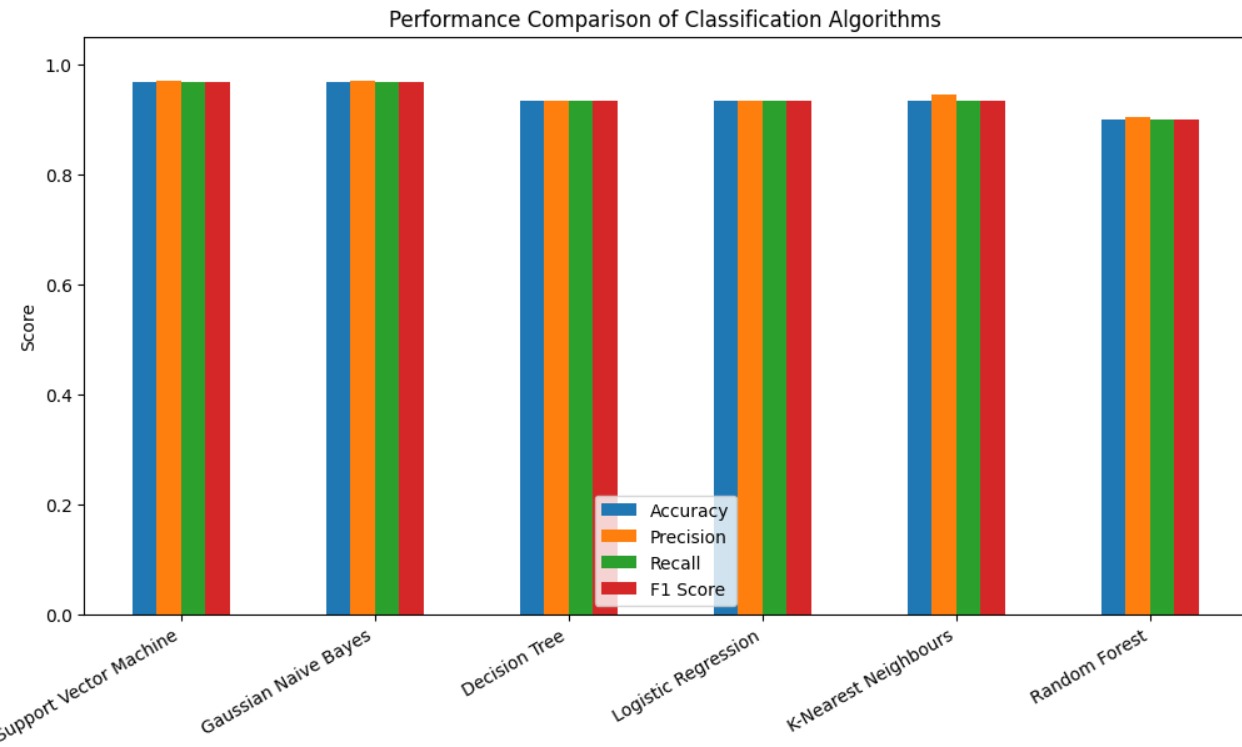 Performance Comparison of Classification Algorithms
Score
1.0
0.8
0.6
0.4
0.2
0.0
Accuracy
Precision
Recall
F1 Score
Support Vector Machine
Gaussian Naive Bayes
Decision Tree
Logistic Regression
K-Nearest Neighbours
Random Forest